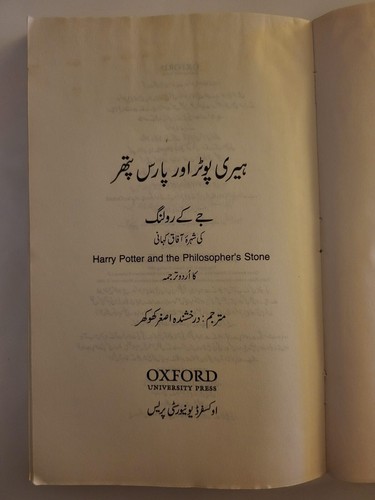 ہیری پوٹر اور پارس پتھر
جے کے رولنگ
کی شہرۂ آفاق کہانی
Harry Potter and the Philosopher's Stone
کا اُردو ترجمہ
مترجم: درخشندہ اصغر کھوکھر
OXFORD
UNIVERSITY PRESS
اوکسفرڈ یونیورسٹی پریس